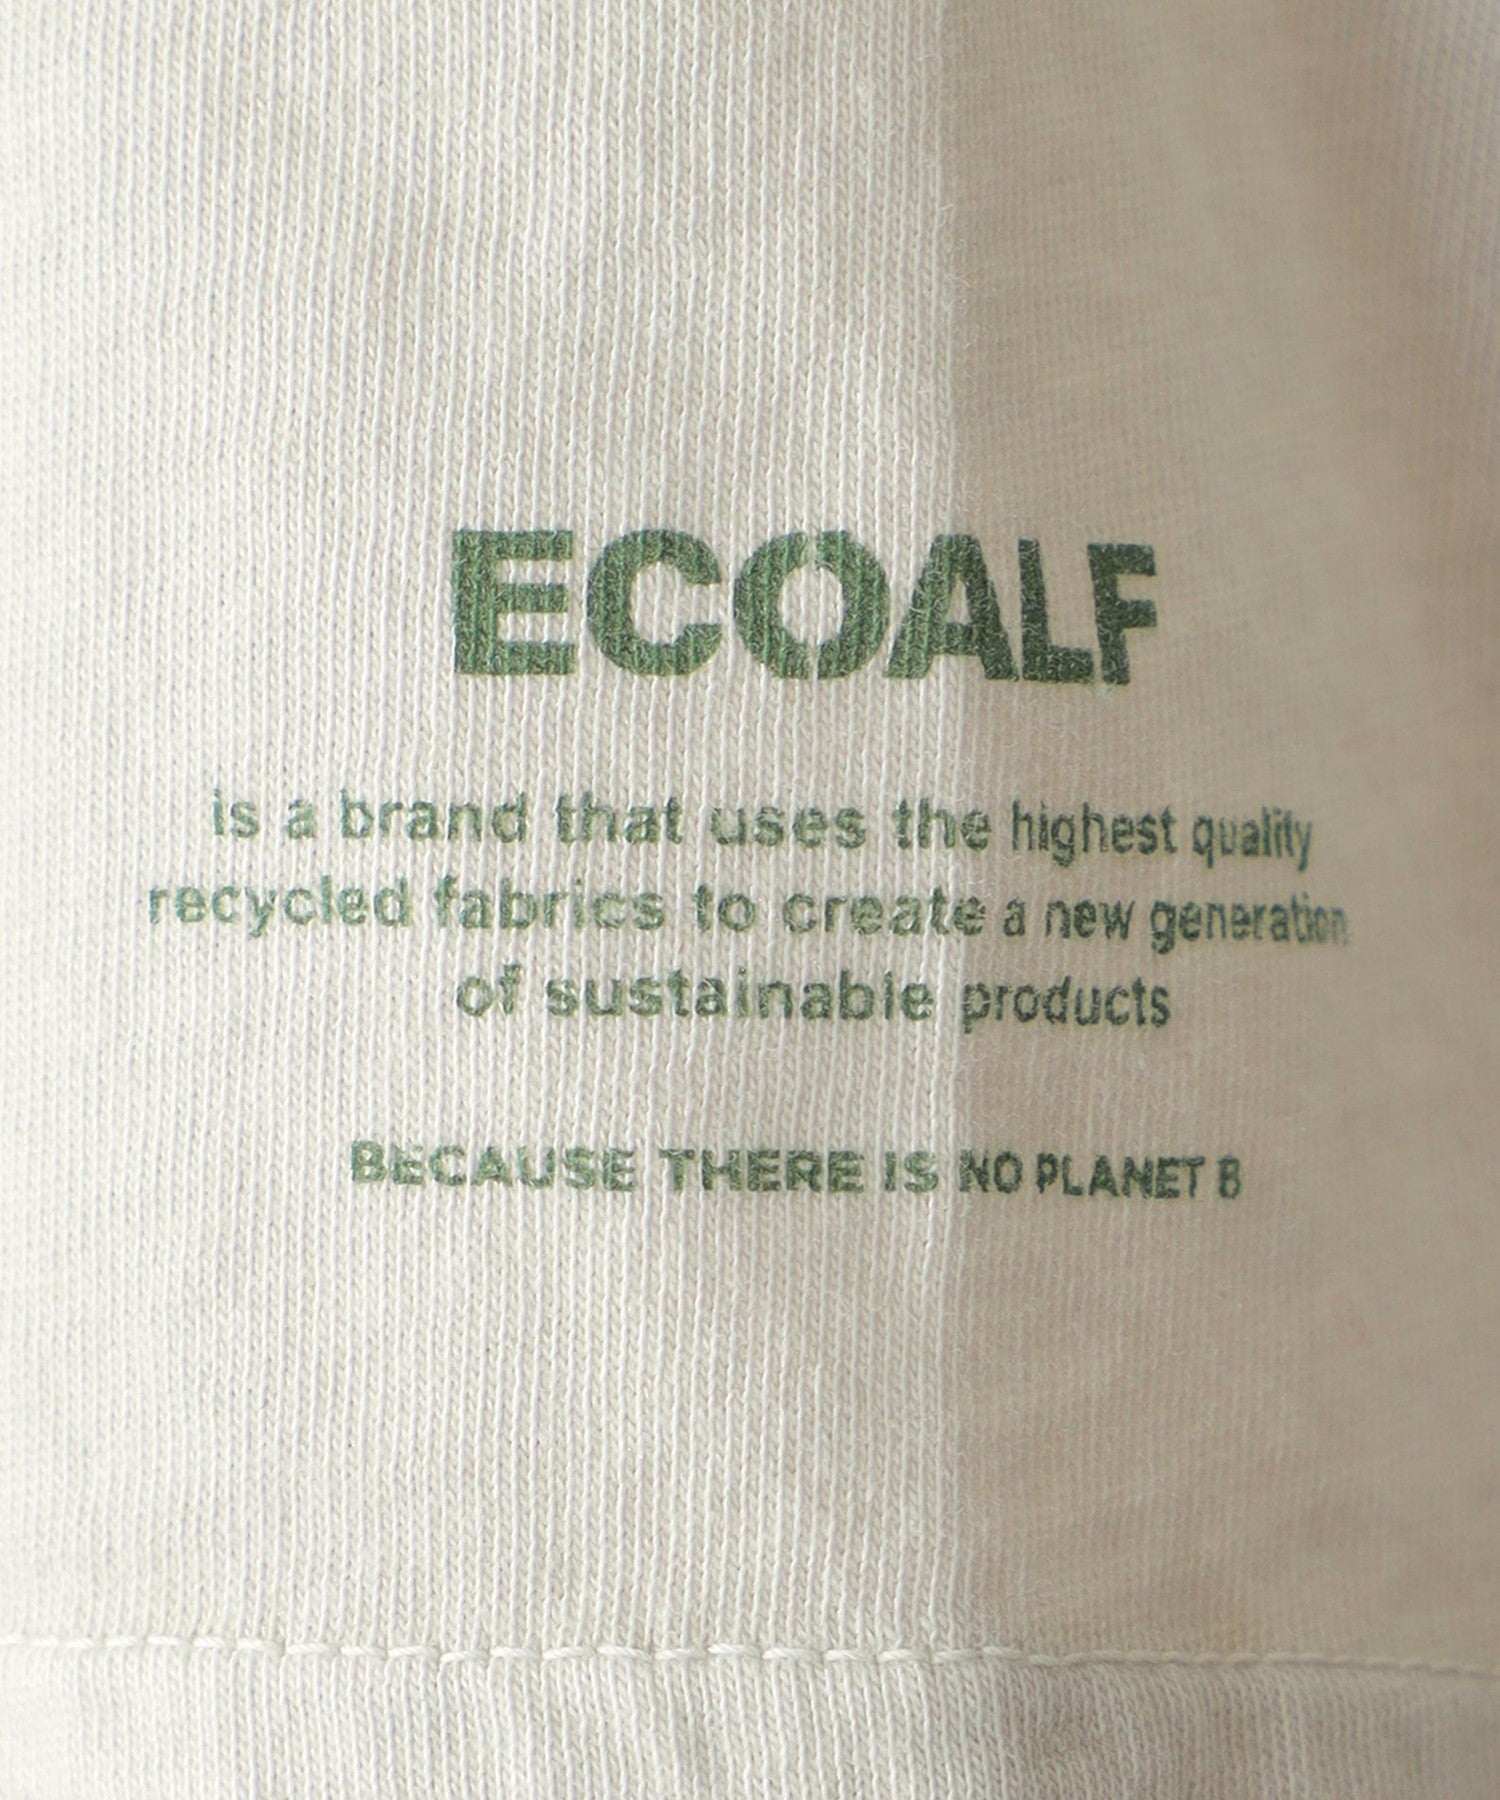 ECOALF
is a brand that uses the highest quality
recycled fabrics to create a new generation
of sustainable products
BECAUSE THERE IS NO PLANET B